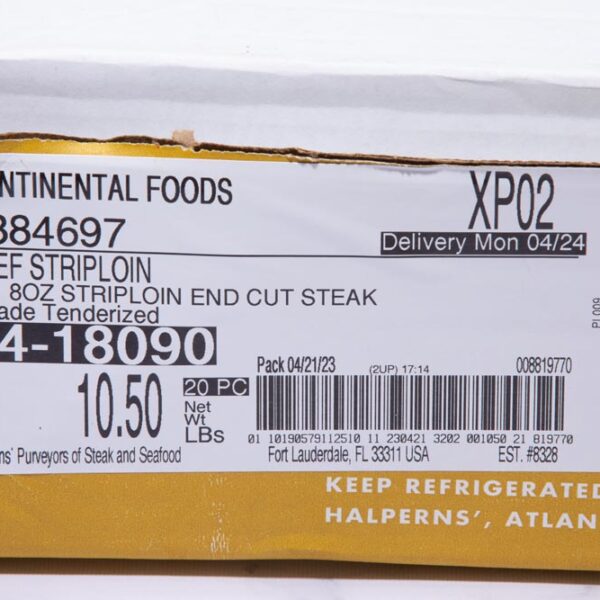 NTINENTAL FOODS
XP02
884697
Delivery Mon 04/24
EF STRIPLOIN
8OZ STRIPLOIN END CUT STEAK
ade Tenderized
4-18090
Pack 04/21/23 (2UP) 17:14 008819770
10.50 20 PC
Net
Wt
LBs
01 10190579112510 11 230421 3202 001050 21 819770
ns' Purveyors of Steak and Seafood
Fort Lauderdale, FL 33311 USA EST. #8328
PL009
KEEP REFRIGERATED
HALPERNS', ATLAN